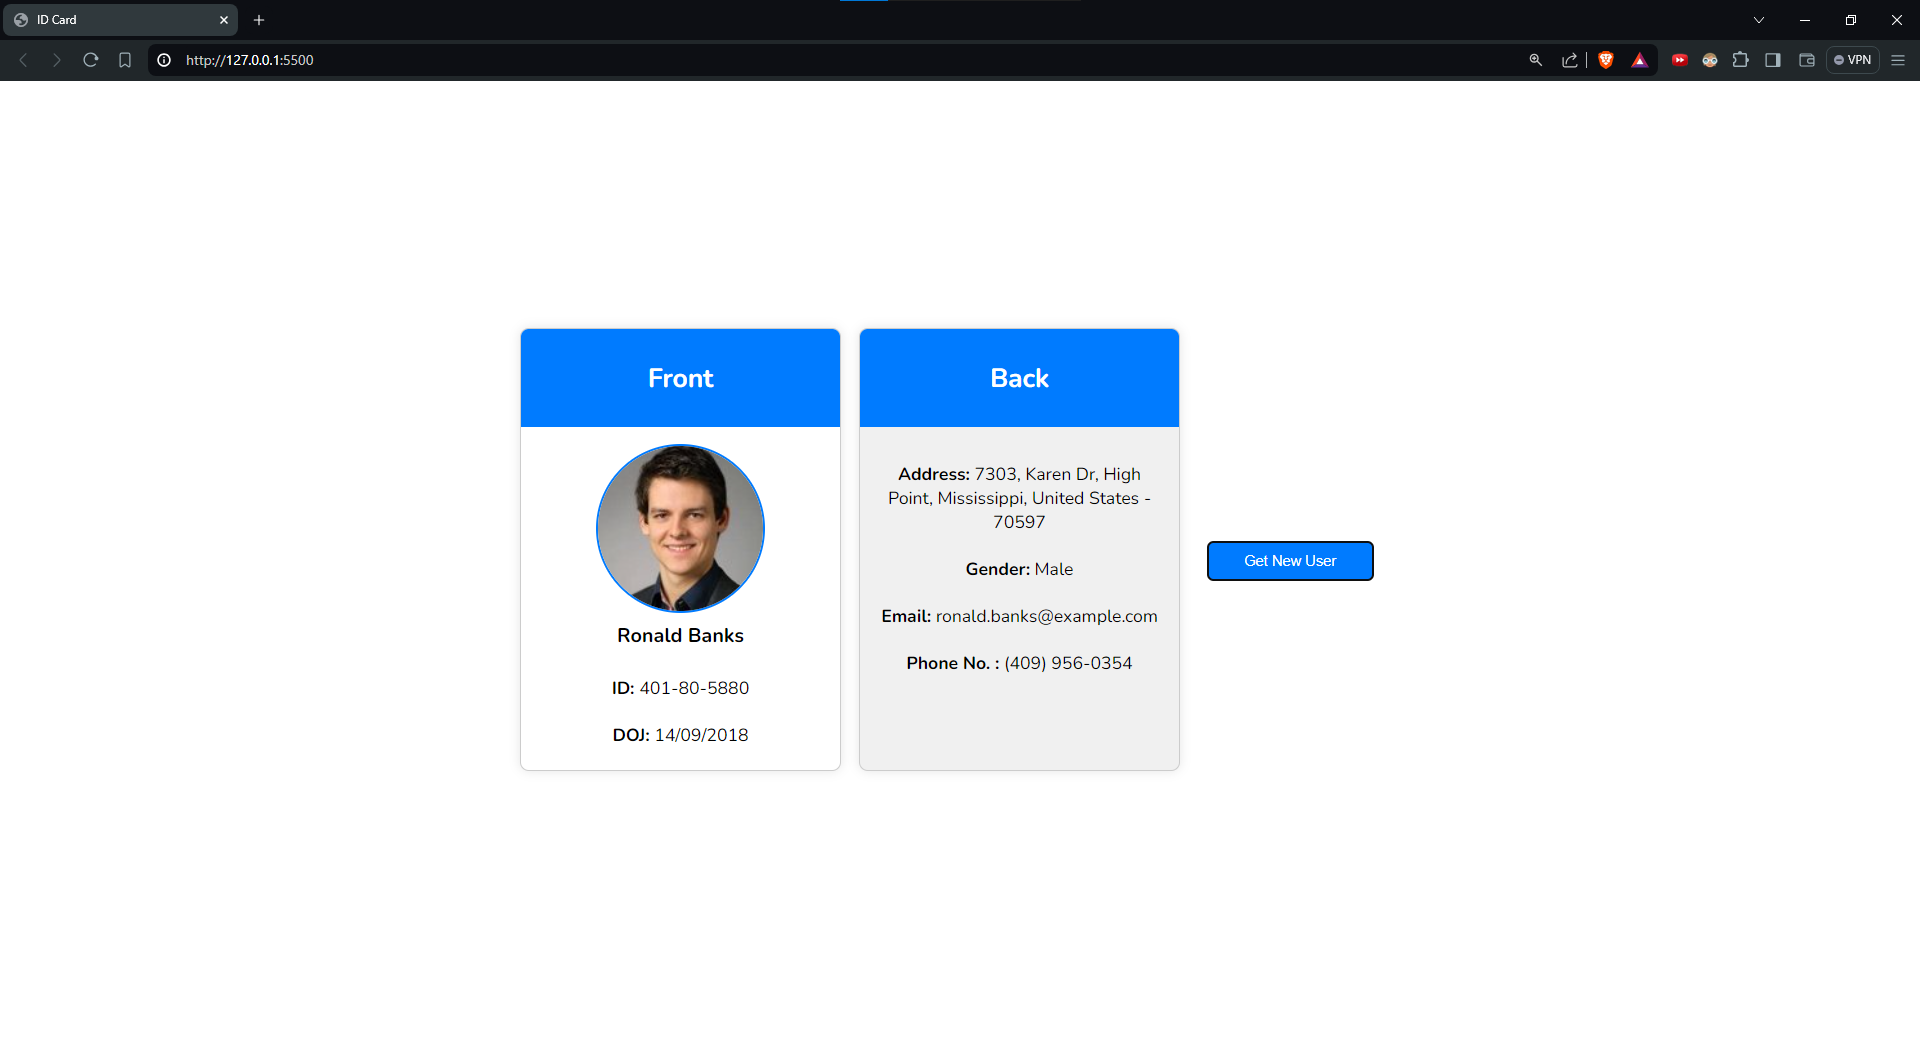 ID Card
http://127.0.0.1:5500
VPN
Front
Ronald Banks
ID: 401-80-5880
DOJ: 14/09/2018
Back
Address: 7303, Karen Dr, High
Point, Mississippi, United States -
70597
Gender: Male
Email: ronald.banks@example.com
Phone No. : (409) 956-0354
Get New User